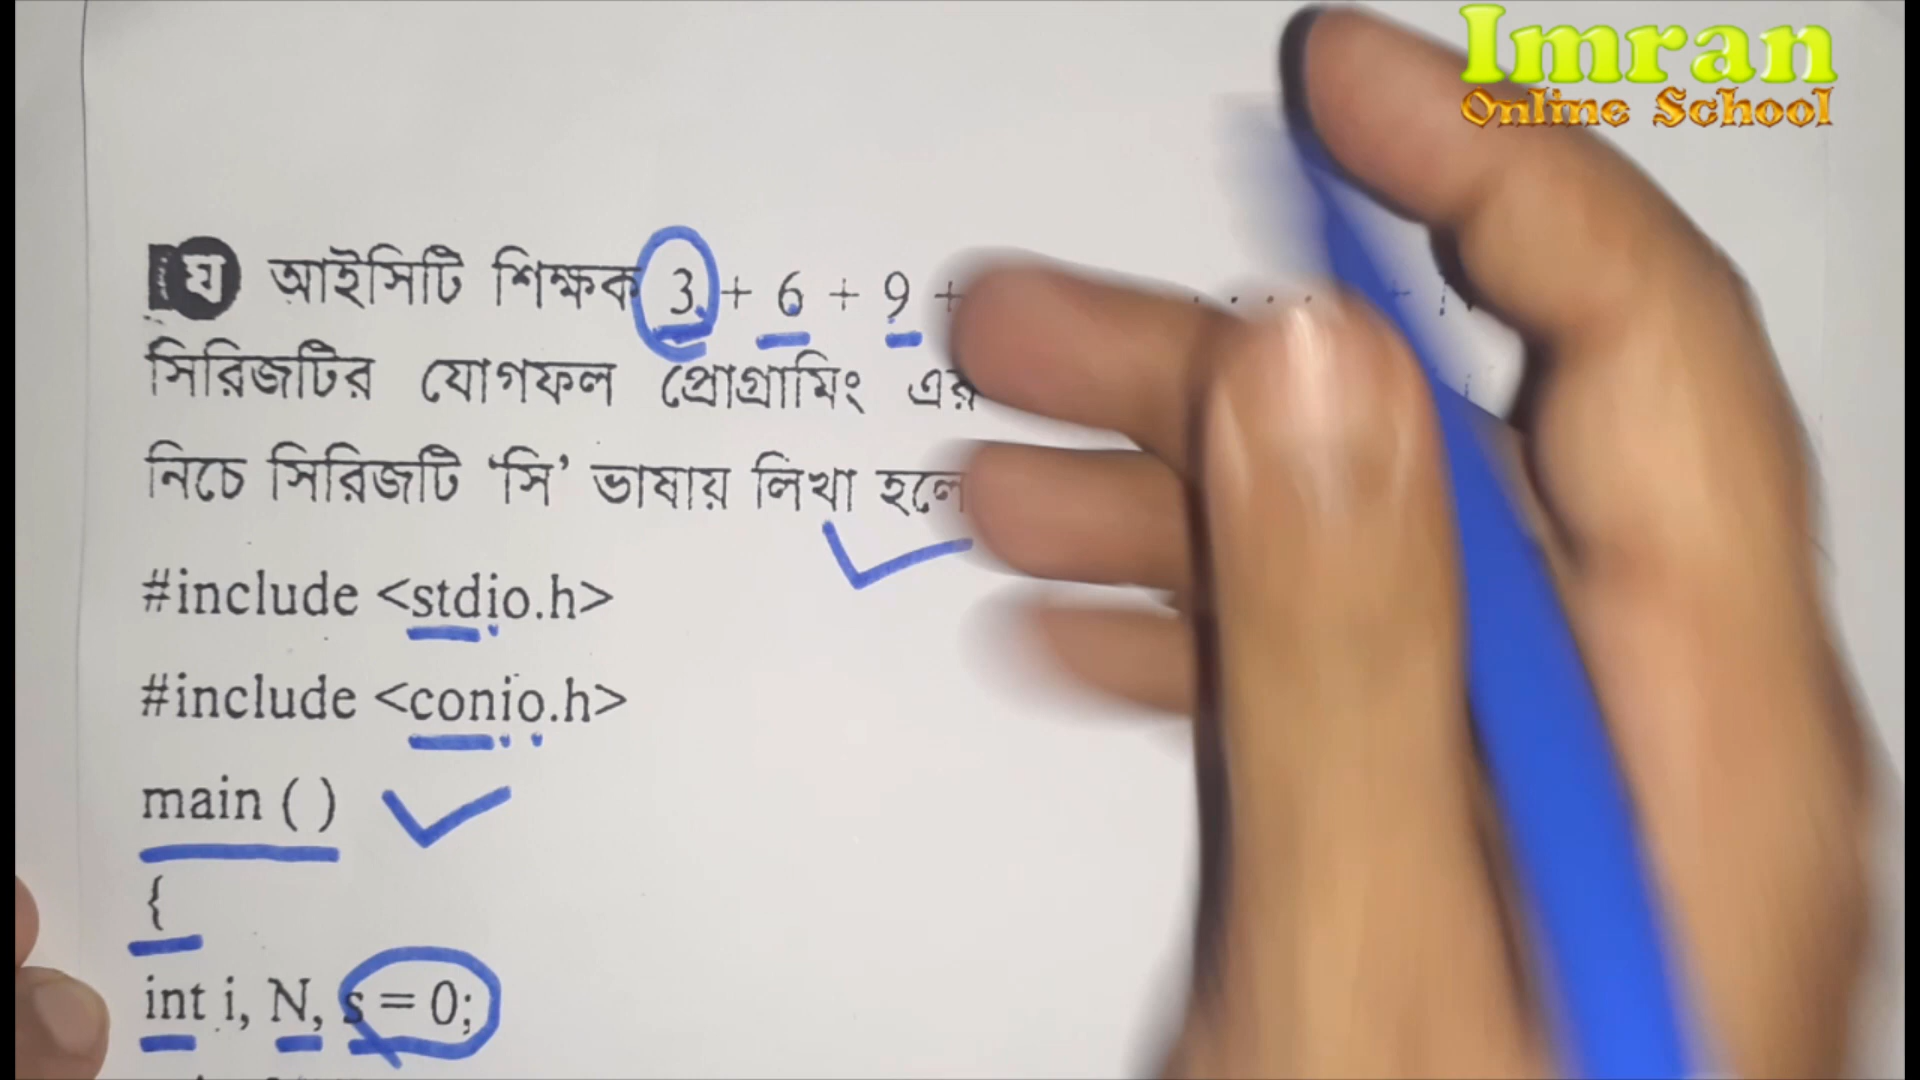 Imran
Online School
ঘ আইসিটি শিক্ষক 3 + 6 + 9 +
সিরিজটির যোগফল প্রোগ্রামিং এর
নিচে সিরিজটি ‘সি’ ভাষায় লিখা হলো
#include <stdio.h>
#include <conio.h>
main ( )
{
int i, N, s = 0;